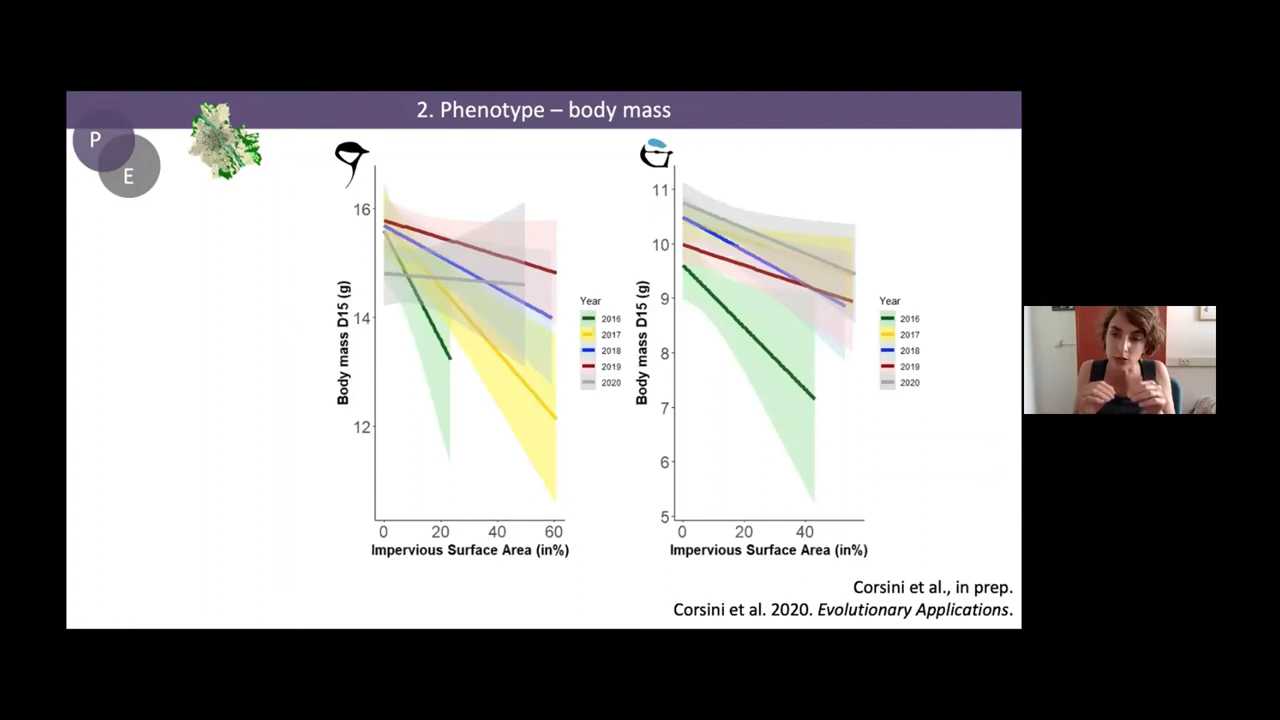 2. Phenotype – body mass
P
E
16
14
12
0 20 40 60
Body mass D15 (g)
Impervious Surface Area (in%)
Year
2016
2017
2018
2019
2020
11
10
9
8
7
6
5
0 20 40
Body mass D15 (g)
Impervious Surface Area (in%)
Year
2016
2017
2018
2019
2020
Corsini et al., in prep.
Corsini et al. 2020. Evolutionary Applications.